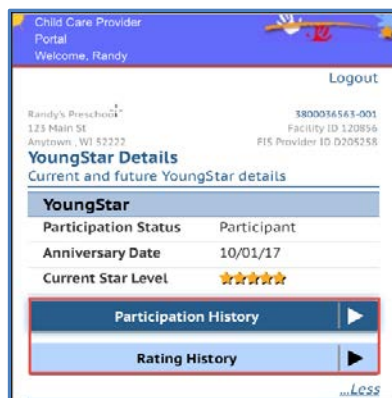 Child Care Provider
Portal
Welcome, Randy
Logout
Randy's Preschool
3800036563-001
123 Main St
Facility ID 120856
Anytown , WI 52222
FIS Provider ID D205258
YoungStar Details
Current and future YoungStar details
YoungStar
Participation Status Participant
Anniversary Date 10/01/17
Current Star Level
Participation History
Rating History
...Less